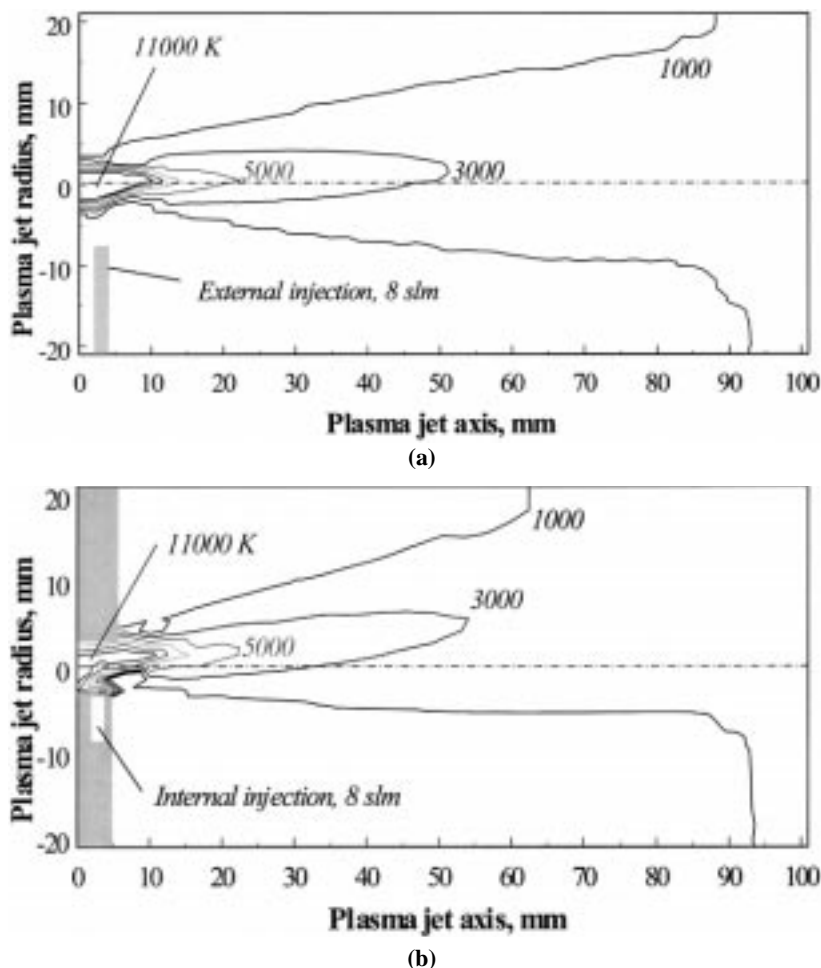 11000 K
20
10
0
-10
-20
Plasma jet radius, mm
1000
5000
3000
External injection, 8 slm
0 10 20 30 40 50 60 70 80 90 100
Plasma jet axis, mm
(a)
20
10
0
-10
-20
Plasma jet radius, mm
11000 K
1000
3000
5000
Internal injection, 8 slm
0 10 20 30 40 50 60 70 80 90 100
Plasma jet axis, mm
(b)